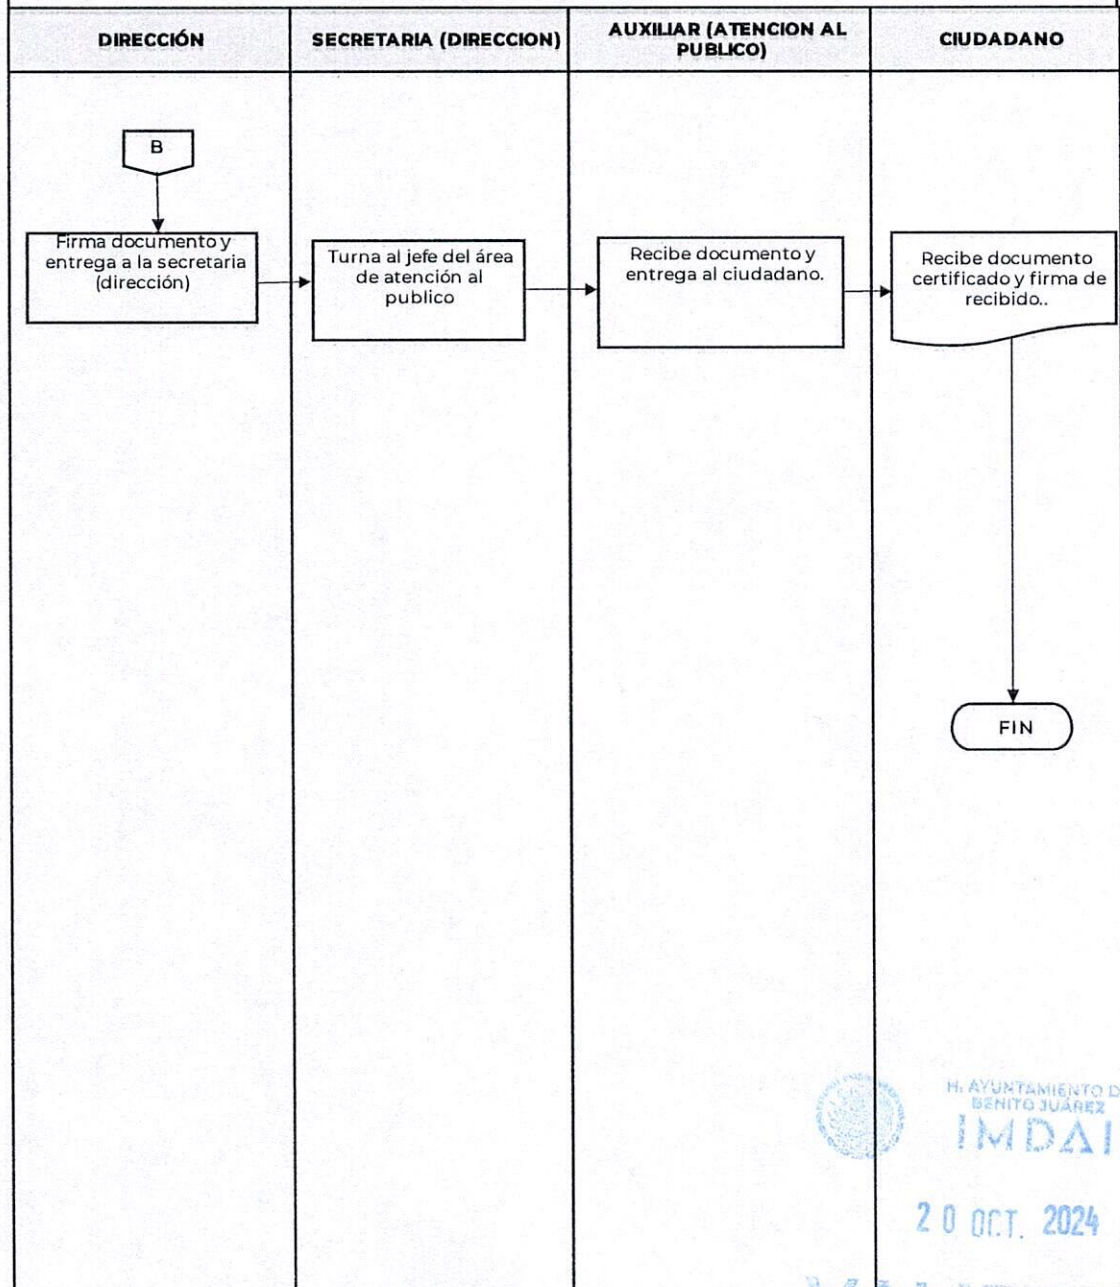 DIRECCIÓN
SECRETARIA (DIRECCION)
AUXILIAR (ATENCION AL
PUBLICO)
CIUDADANO
B
Firma documento y
entrega a la secretaria
(dirección)
Turna al jefe del área
de atención al
publico
Recibe documento y
entrega al ciudadano.
Recibe documento
certificado y firma de
recibido..
FIN
H. AYUNTAMIENTO D
BENITO JUÁREZ
IMDAI
20 OCT. 2024